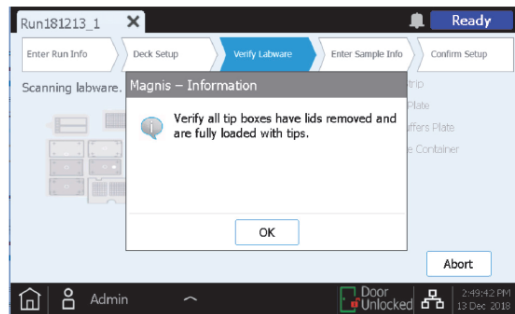 Run181213_1
Ready
Enter Run Info
Deck Setup
Verify Labware
Enter Sample Info
Confirm Setup
Scanning labware.
Magnis – Information
Verify all tip boxes have lids removed and
are fully loaded with tips.
OK
Plate
Plate
Container
Abort
Admin
Door
Unlocked
2:49:42 PM
13 Dec 2018